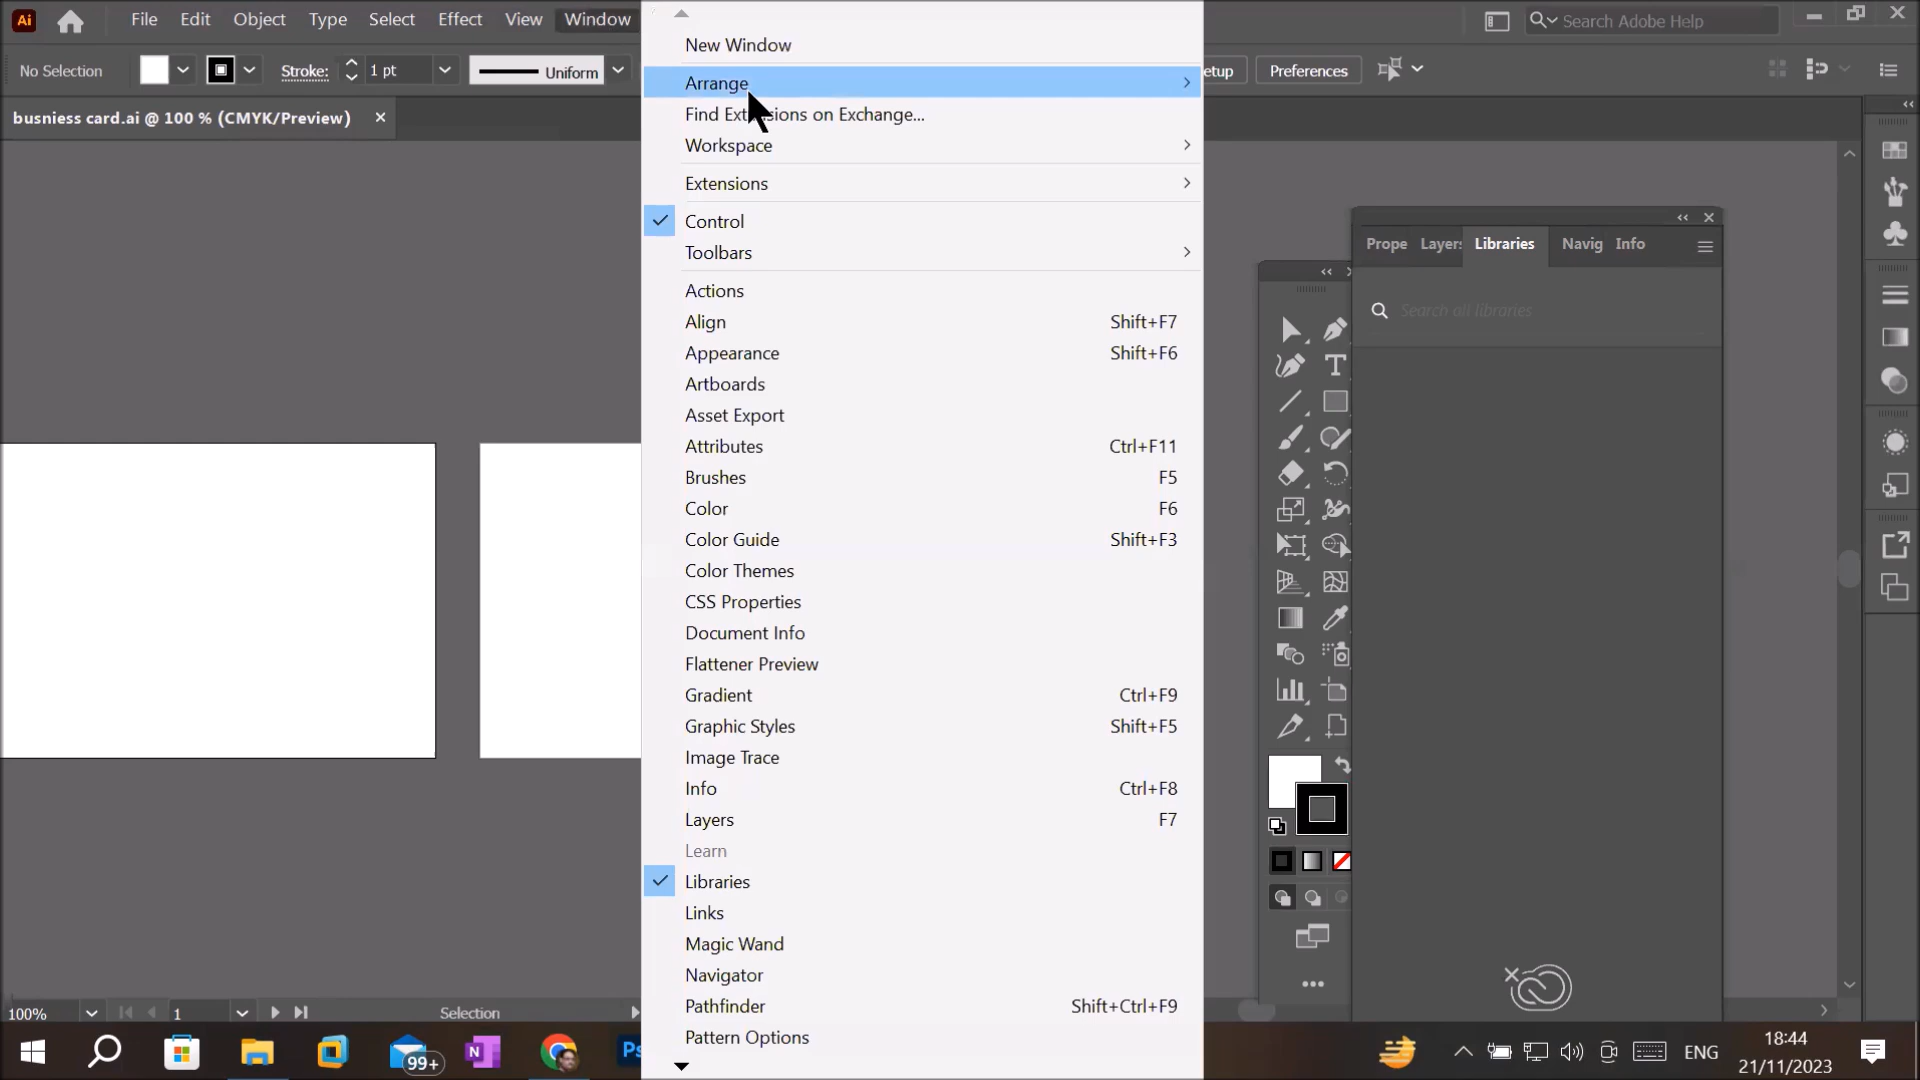 Ai File Edit Object Type Select Effect View Window
Search Adobe Help
No Selection Stroke: 1 pt Uniform
etup Preferences
busniess card.ai @ 100 % (CMYK/Preview)
New Window
Arrange
Find Extensions on Exchange...
Workspace
Extensions
Control
Toolbars
Actions
Align Shift+F7
Appearance Shift+F6
Artboards
Asset Export
Attributes Ctrl+F11
Brushes F5
Color F6
Color Guide Shift+F3
Color Themes
CSS Properties
Document Info
Flattener Preview
Gradient Ctrl+F9
Graphic Styles Shift+F5
Image Trace
Info Ctrl+F8
Layers F7
Learn
Libraries
Links
Magic Wand
Navigator
Pathfinder Shift+Ctrl+F9
Pattern Options
Prope Layers Libraries Navig Info
Search all libraries
100% 1 Selection
99+
N
Ps
ENG
18:44
21/11/2023